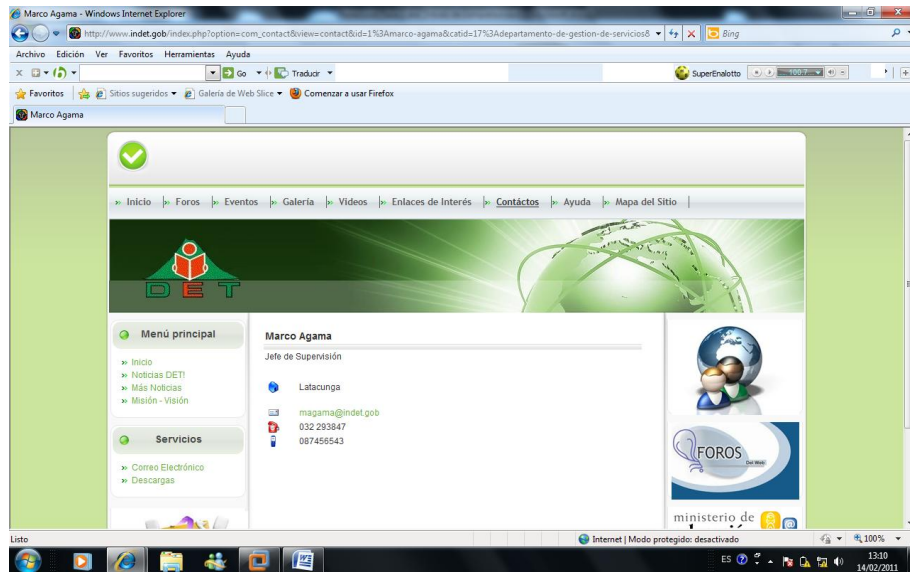 Marco Agama - Windows Internet Explorer
http://www.indet.gob/index.php?option=com_contact&view=contact&id=1%3Amarco-agama&catid=17%3Adepartamento-de-gestion-de-servicios&
Bing
Archivo Edición Ver Favoritos Herramientas Ayuda
Go Traducir SuperEnalotto
Favoritos Sitios sugeridos Galería de Web Slice Comenzar a usar Firefox
Marco Agama
Inicio Foros Eventos Galería Videos Enlaces de Interés Contáctos Ayuda Mapa del Sitio
DET
Menú principal
Inicio
Noticias DET!
Más Noticias
Misión - Visión
Servicios
Correo Electrónico
Descargas
Marco Agama
Jefe de Supervisión
Latacunga
magama@indet.gob
032 293847
087456543
FOROS
Del Web
ministerio de
Listo
Internet | Modo protegido: desactivado
100%
ES
13:10
14/02/2011